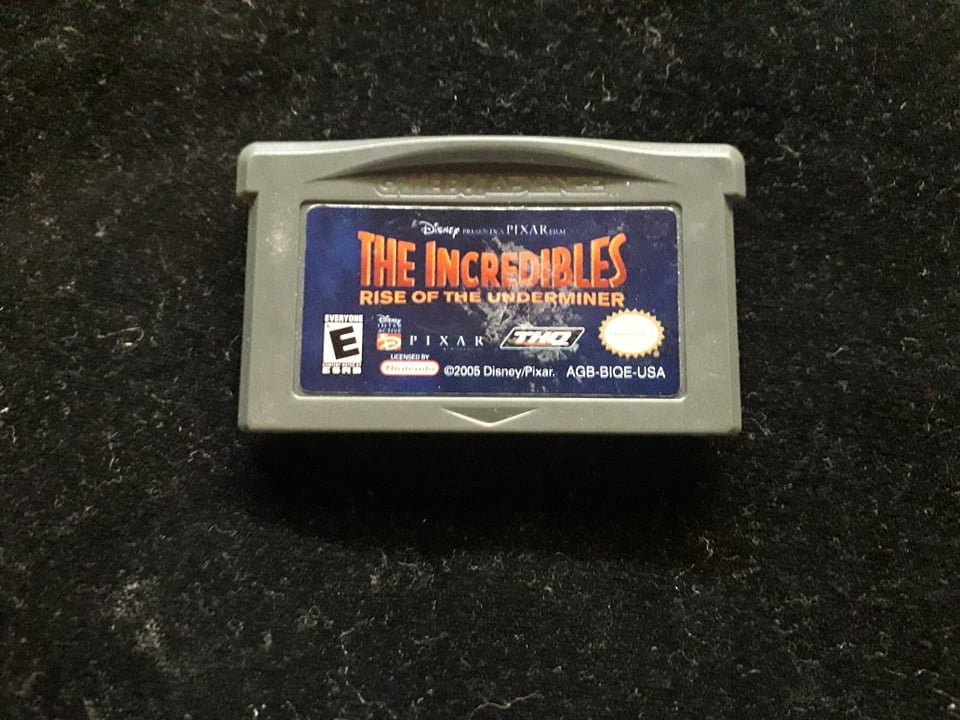 GAME BOY ADVANCE
Disney PRESENTS A PIXAR FILM
THE INCREDIBLES
RISE OF THE UNDERMINER
EVERYONE
E
ESRB
Disney
PIXAR
THQ
LICENSED BY
Nintendo
©2005 Disney/Pixar. AGB-BIQE-USA